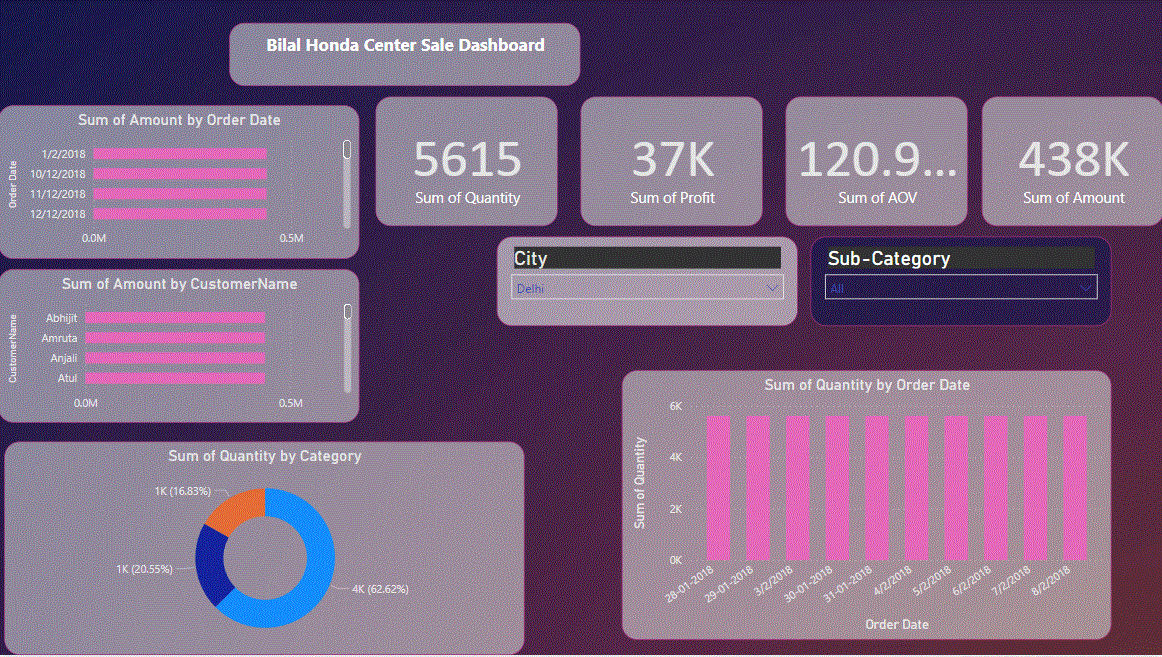 Bilal Honda Center Sale Dashboard
Sum of Amount by Order Date
Order Date
1/2/2018
10/12/2018
11/12/2018
12/12/2018
0.0M 0.5M
5615
Sum of Quantity
37K
Sum of Profit
120.9...
Sum of AOV
438K
Sum of Amount
City
Delhi
Sub-Category
All
Sum of Amount by CustomerName
CustomerName
Abhijit
Amruta
Anjali
Atul
0.0M 0.5M
Sum of Quantity by Category
1K (16.83%)
1K (20.55%)
4K (62.62%)
Sum of Quantity by Order Date
Sum of Quantity
6K
4K
2K
0K
28-01-2018 29-01-2018 3/2/2018 30-01-2018 31-01-2018 4/2/2018 5/2/2018 6/2/2018 7/2/2018 8/2/2018
Order Date